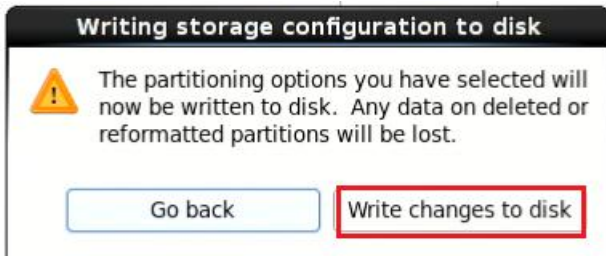 Writing storage configuration to disk
The partitioning options you have selected will
now be written to disk. Any data on deleted or
reformatted partitions will be lost.
Go back
Write changes to disk